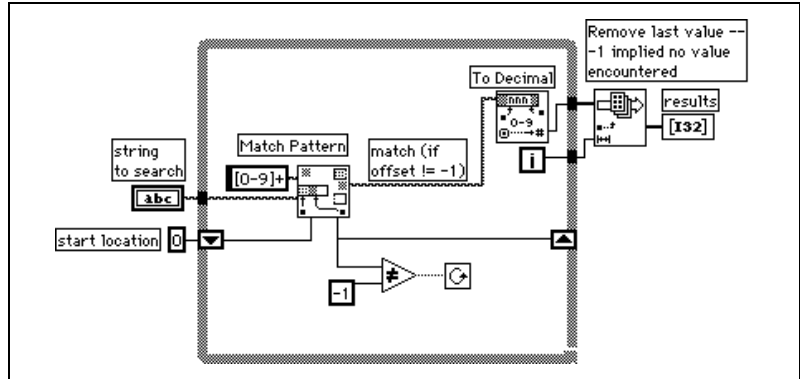 Remove last value --
-1 implied no value
encountered
To Decimal
nnn
0-9
#
results
[I32]
string
to search
abc
Match Pattern
[0-9]+
match (if
offset != -1)
i
start location
0
≠
-1